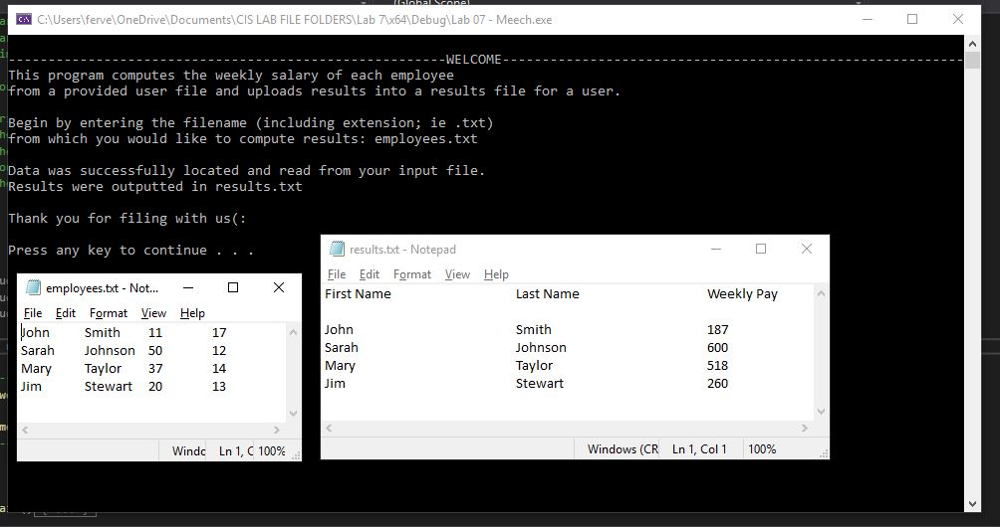 (Global Scope)
C:\Users\ferve\OneDrive\Documents\CIS LAB FILE FOLDERS\Lab 7\x64\Debug\Lab 07 - Meech.exe
-------------------------------------------------------WELCOME----------------------------------------------------------
This program computes the weekly salary of each employee
from a provided user file and uploads results into a results file for a user.
Begin by entering the filename (including extension; ie .txt)
from which you would like to compute results: employees.txt
Data was successfully located and read from your input file.
Results were outputted in results.txt
Thank you for filing with us(:
Press any key to continue . . .
employees.txt - Not...
File Edit Format View Help
John Smith 11 17
Sarah Johnson 50 12
Mary Taylor 37 14
Jim Stewart 20 13
Windo Ln 1, C 100%
results.txt - Notepad
File Edit Format View Help
First Name Last Name Weekly Pay
John Smith 187
Sarah Johnson 600
Mary Taylor 518
Jim Stewart 260
Windows (CR Ln 1, Col 1 100%